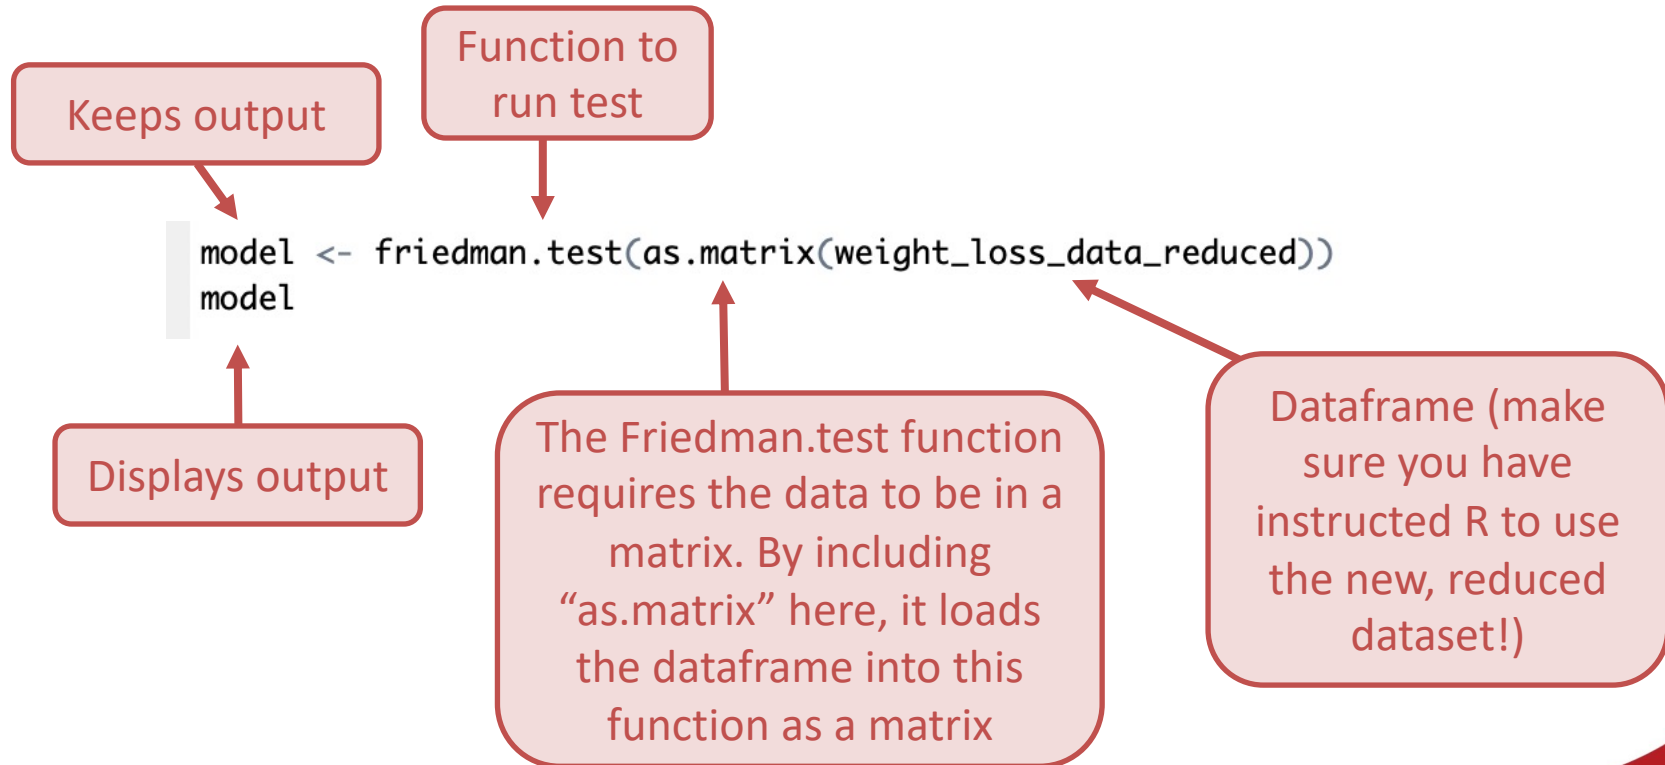 Function to
run test
Keeps output
model <- friedman.test(as.matrix(weight_loss_data_reduced))
model
Displays output
The Friedman.test function
requires the data to be in a
matrix. By including
“as.matrix” here, it loads
the dataframe into this
function as a matrix
Dataframe (make
sure you have
instructed R to use
the new, reduced
dataset!)